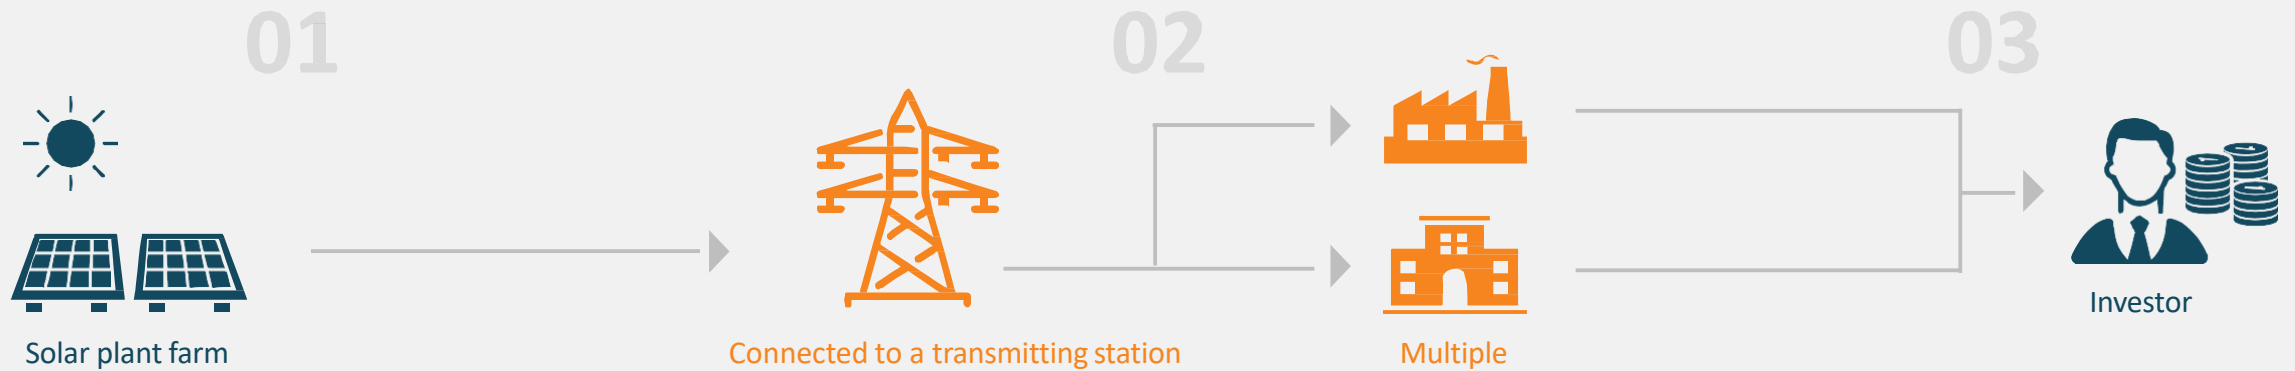 01
02
03
Solar plant farm
Connected to a transmitting station
Multiple
Investor